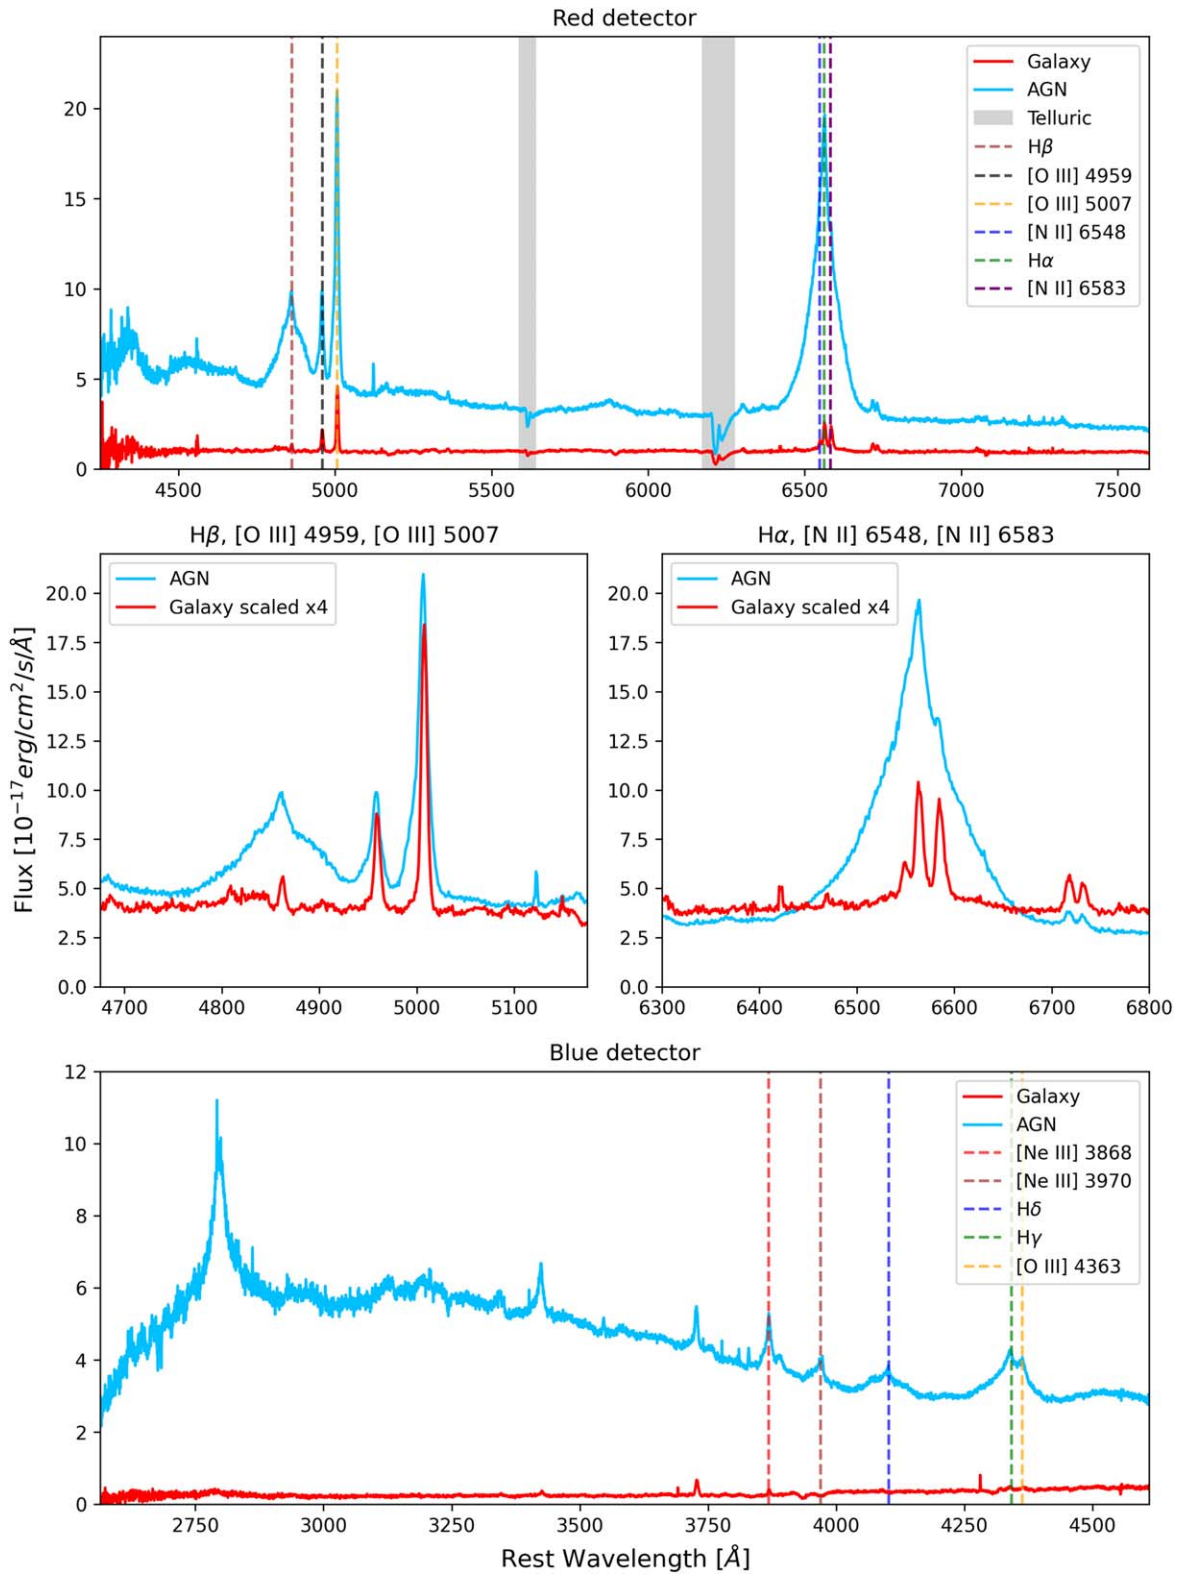 Red detector
20
15
10
5
0
4500 5000 5500 6000 6500 7000 7500
Galaxy
AGN
Telluric
Hβ
[O III] 4959
[O III] 5007
[N II] 6548
Hα
[N II] 6583
Flux [10⁻¹⁷erg/cm²/s/Å]
Hβ, [O III] 4959, [O III] 5007
AGN
Galaxy scaled x4
20.0
17.5
15.0
12.5
10.0
7.5
5.0
2.5
0.0
4700 4800 4900 5000 5100
Hα, [N II] 6548, [N II] 6583
AGN
Galaxy scaled x4
20.0
17.5
15.0
12.5
10.0
7.5
5.0
2.5
0.0
6300 6400 6500 6600 6700 6800
Blue detector
12
10
8
6
4
2
0
Galaxy
AGN
[Ne III] 3868
[Ne III] 3970
Hδ
Hγ
[O III] 4363
2750 3000 3250 3500 3750 4000 4250 4500
Rest Wavelength [Å]